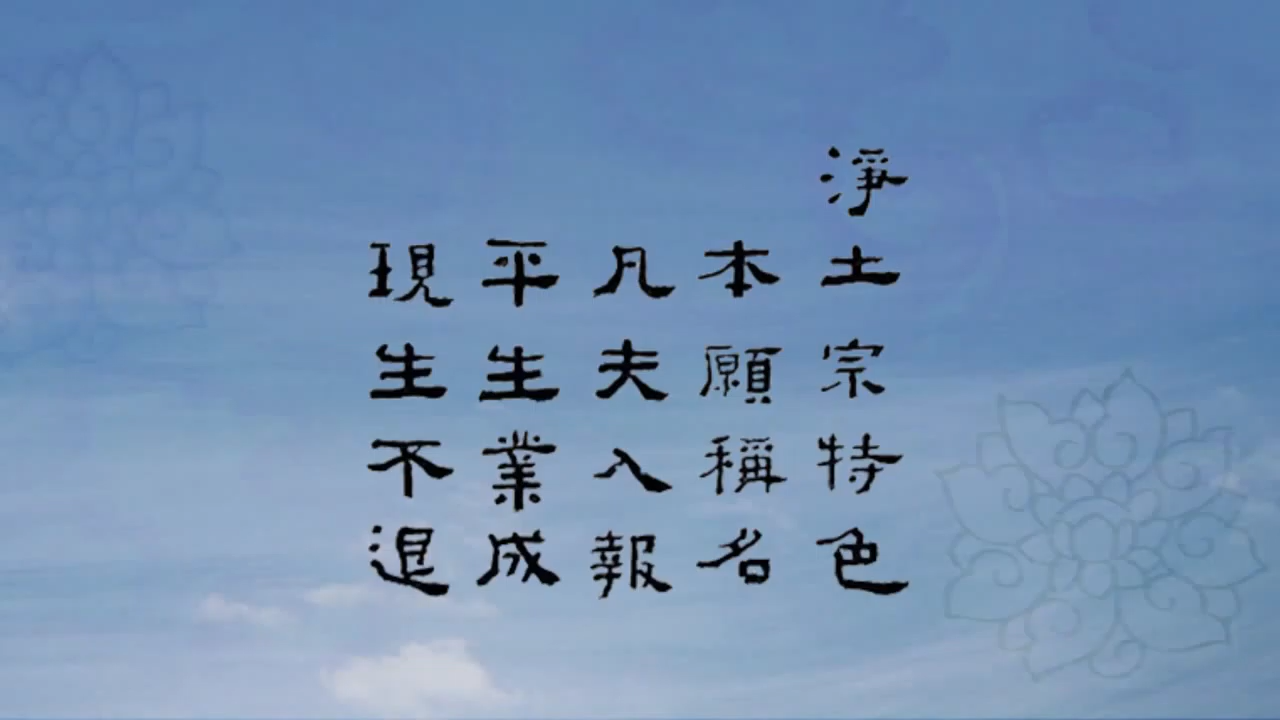 淨土宗特色
本願稱名
凡夫入報
平生業成
現生不退